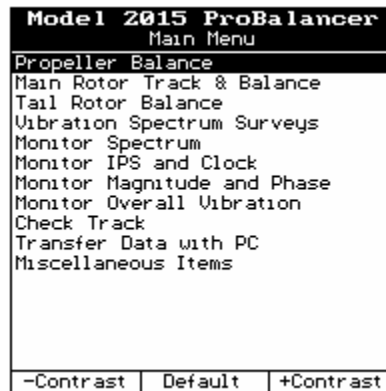 Model 2015 ProBalancer
Main Menu
Propeller Balance
Main Rotor Track & Balance
Tail Rotor Balance
Vibration Spectrum Surveys
Monitor Spectrum
Monitor IPS and Clock
Monitor Magnitude and Phase
Monitor Overall Vibration
Check Track
Transfer Data with PC
Miscellaneous Items
-Contrast Default +Contrast